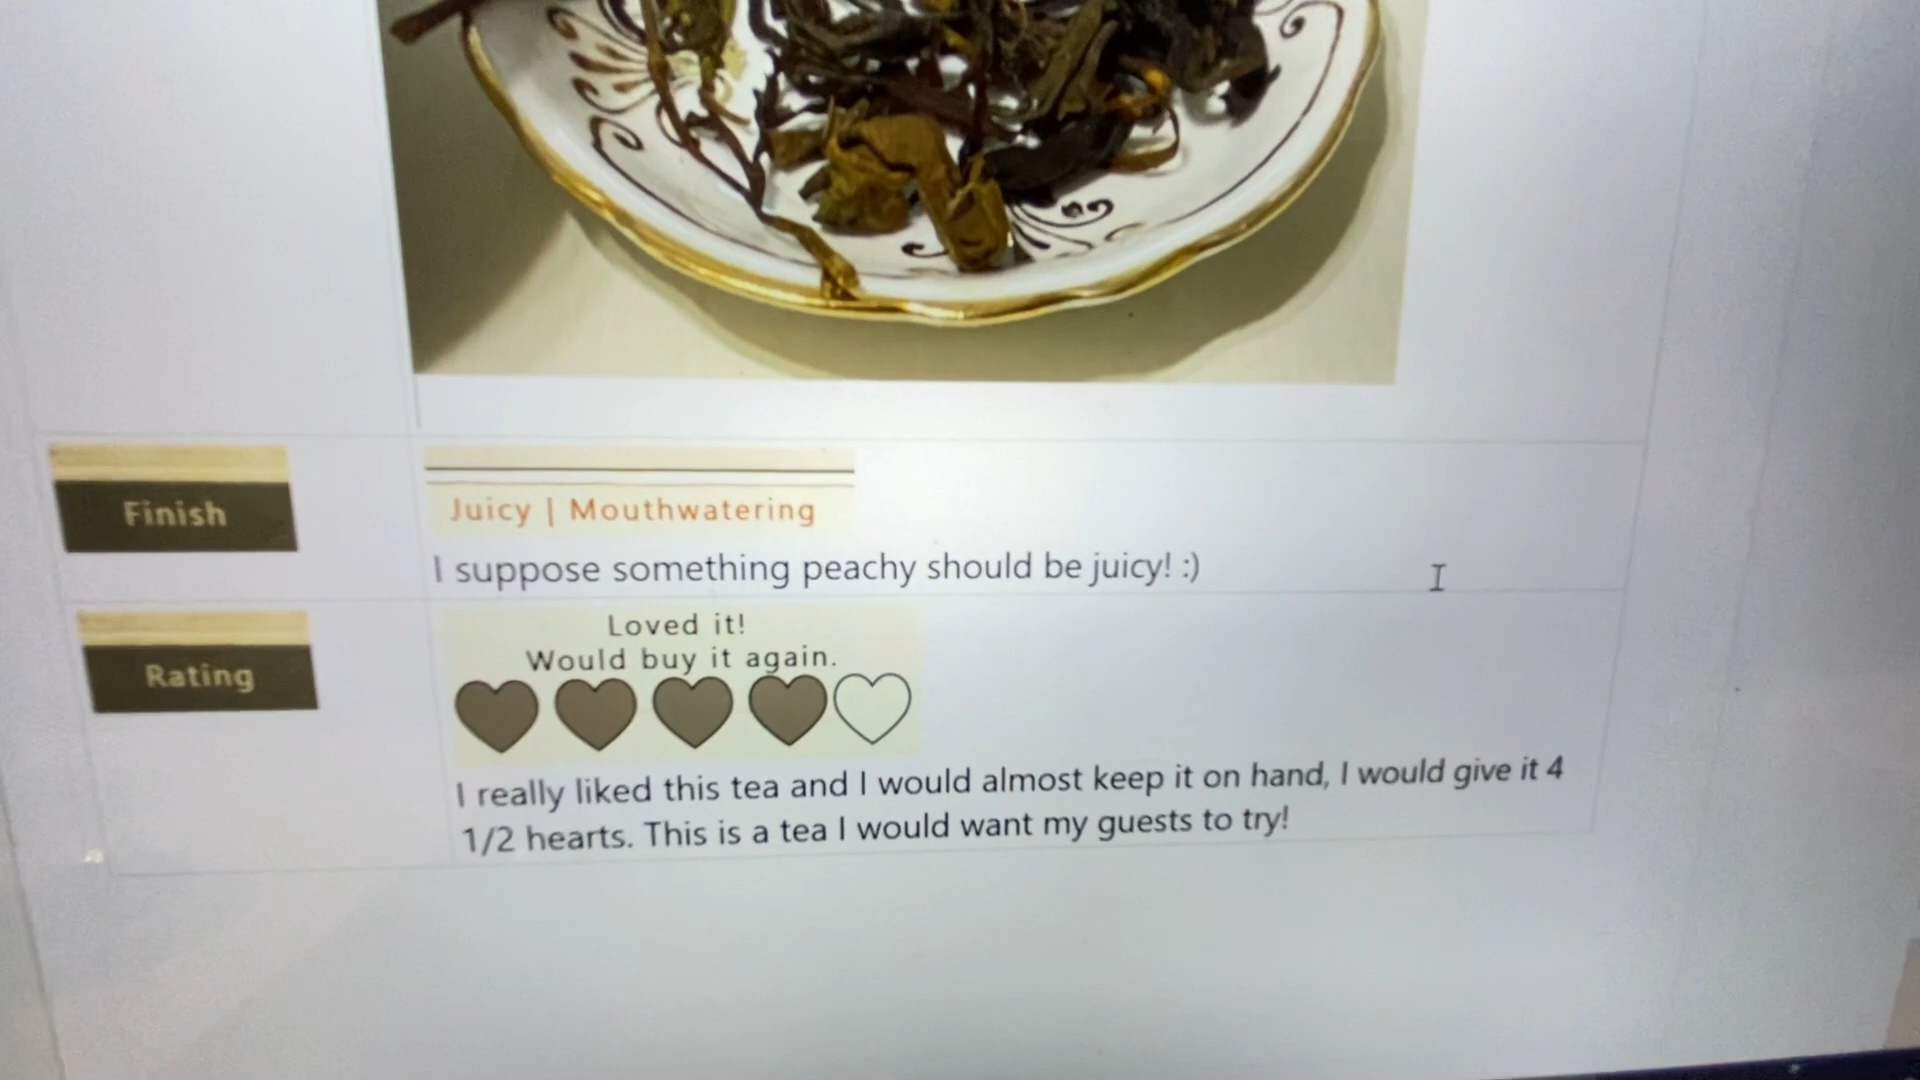 Finish
Juicy | Mouthwatering
I suppose something peachy should be juicy! :)
Rating
Loved it!
Would buy it again.
I really liked this tea and I would almost keep it on hand, I would give it 4
1/2 hearts. This is a tea I would want my guests to try!